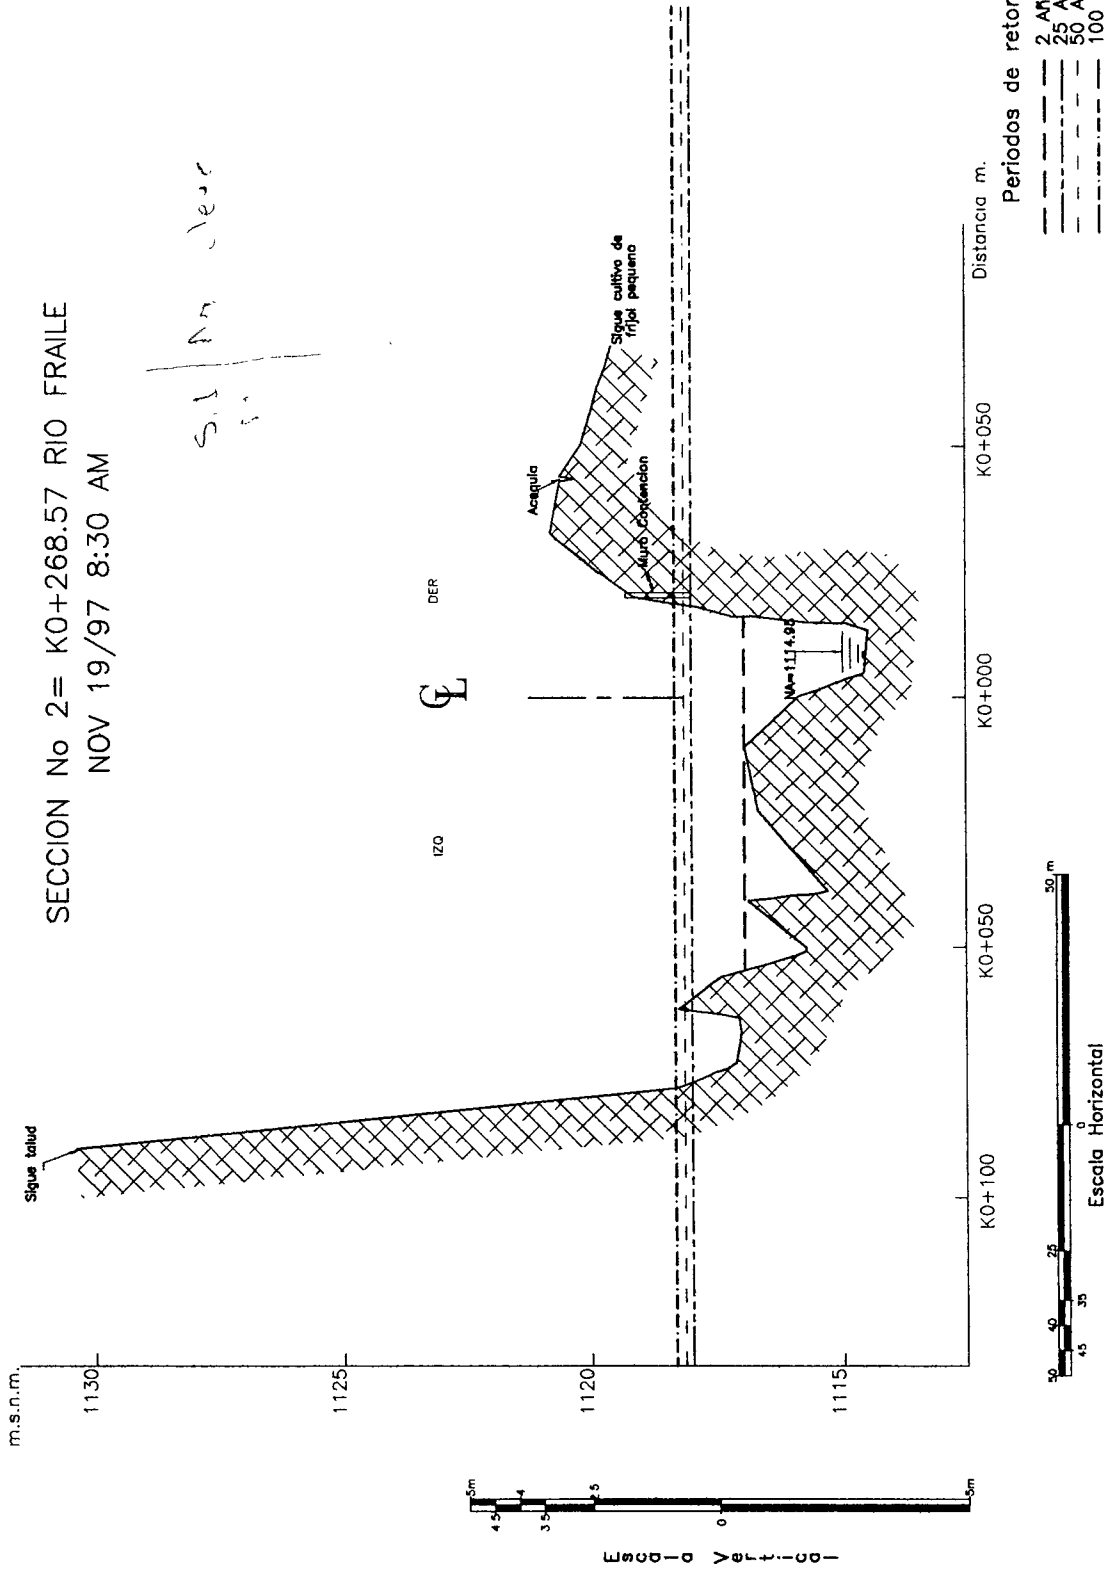 SECCION No 2= K0+268.57 RIO FRAILE
NOV 19/97 8:30 AM
m.s.n.m.
Sigue talud
1130
1125
1120
1115
IZQ
CL
DER
Acequia
Muro Contencion
Sigue cultivo de
frijol pequeno
NA=1114.95
K0+100
K0+050
K0+000
K0+050
Distancia m.
Periodos de retor
2 Añ
25 A
50 A
100
Escala Vertical
5m
4.5
4
3.5
2.5
0
5m
50
45
40
35
25
0
50 m
Escala Horizontal